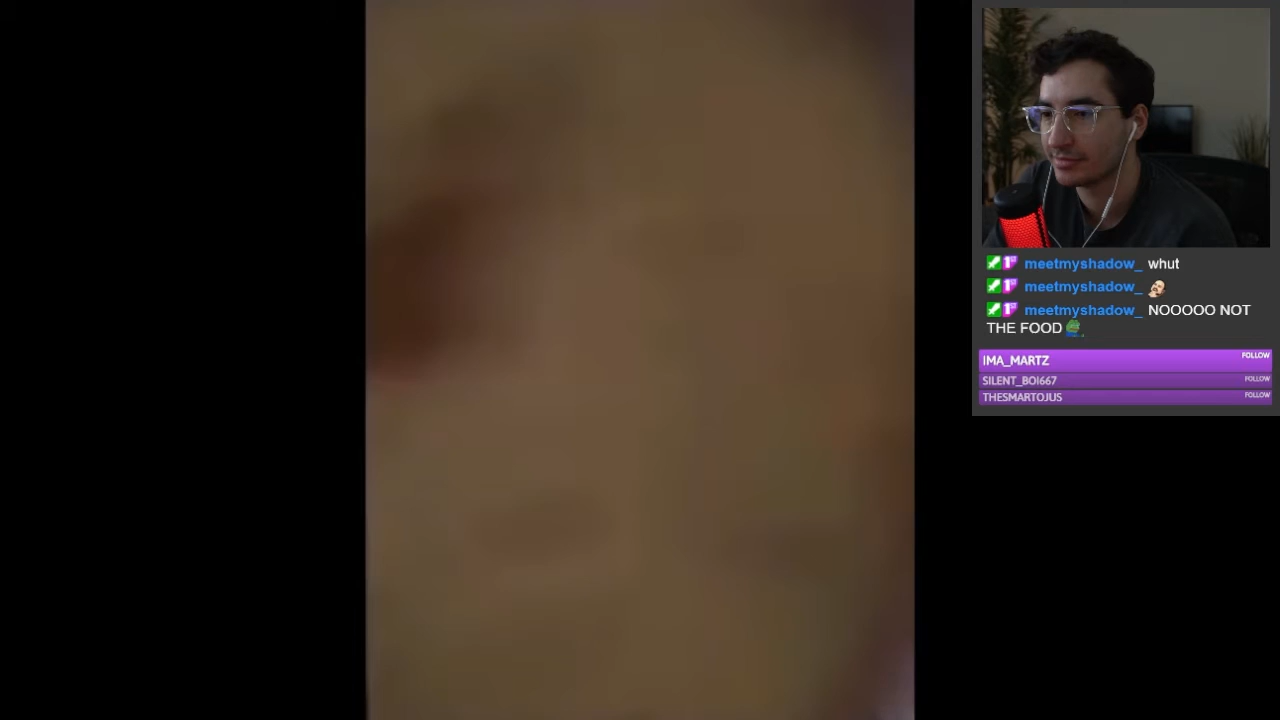 meetmyshadow_ whut
meetmyshadow_
meetmyshadow_ NOOOOO NOT
THE FOOD
IMA_MARTZ FOLLOW
SILENT_BOI667 FOLLOW
THESMARTOJUS FOLLOW